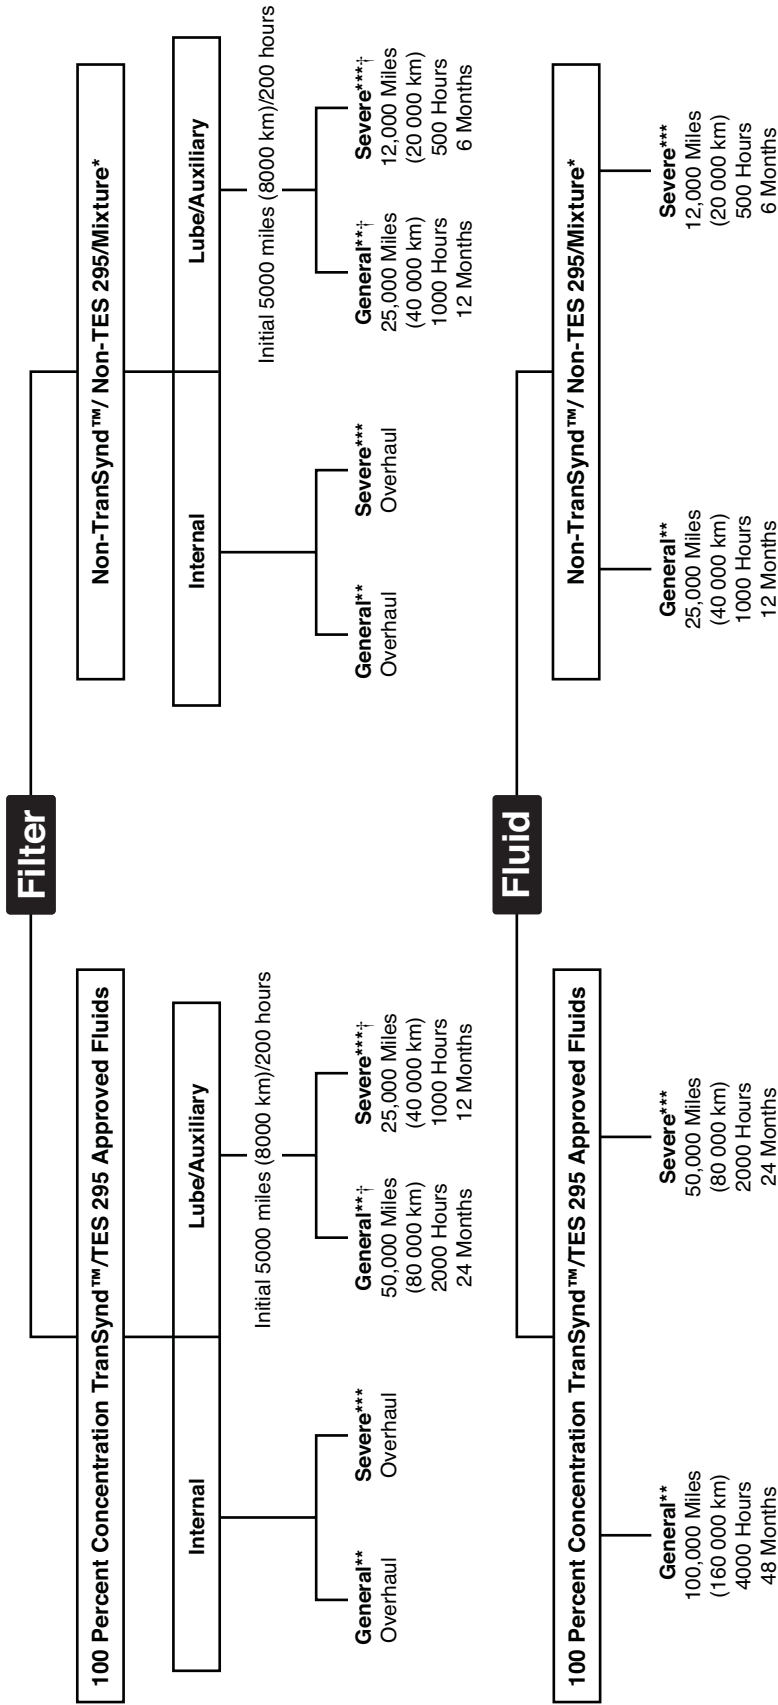 Filter
100 Percent Concentration TranSynd™/TES 295 Approved Fluids
Internal
General**
Overhaul
Severe***
Overhaul
Lube/Auxiliary
Initial 5000 miles (8000 km)/200 hours
General**†
50,000 Miles
(80 000 km)
2000 Hours
24 Months
Severe***†
25,000 Miles
(40 000 km)
1000 Hours
12 Months
Non-TranSynd™/ Non-TES 295/Mixture*
Internal
General**
Overhaul
Severe***
Overhaul
Lube/Auxiliary
Initial 5000 miles (8000 km)/200 hours
General**†
25,000 Miles
(40 000 km)
1000 Hours
12 Months
Severe***†
12,000 Miles
(20 000 km)
500 Hours
6 Months
Fluid
100 Percent Concentration TranSynd™/TES 295 Approved Fluids
General**
100,000 Miles
(160 000 km)
4000 Hours
48 Months
Severe***
50,000 Miles
(80 000 km)
2000 Hours
24 Months
Non-TranSynd™/ Non-TES 295/Mixture*
General**
25,000 Miles
(40 000 km)
1000 Hours
12 Months
Severe***
12,000 Miles
(20 000 km)
500 Hours
6 Months